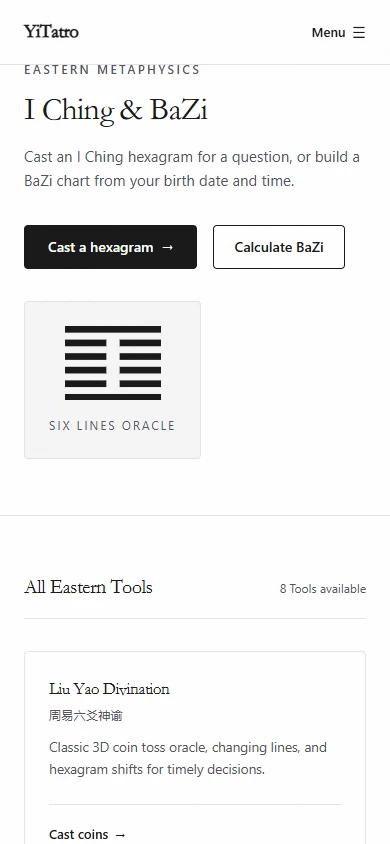 YiTatro
Menu
EASTERN METAPHYSICS
I Ching & BaZi
Cast an I Ching hexagram for a question, or build a
BaZi chart from your birth date and time.
Cast a hexagram →
Calculate BaZi
SIX LINES ORACLE
All Eastern Tools
8 Tools available
Liu Yao Divination
周易六爻神谕
Classic 3D coin toss oracle, changing lines, and
hexagram shifts for timely decisions.
Cast coins →